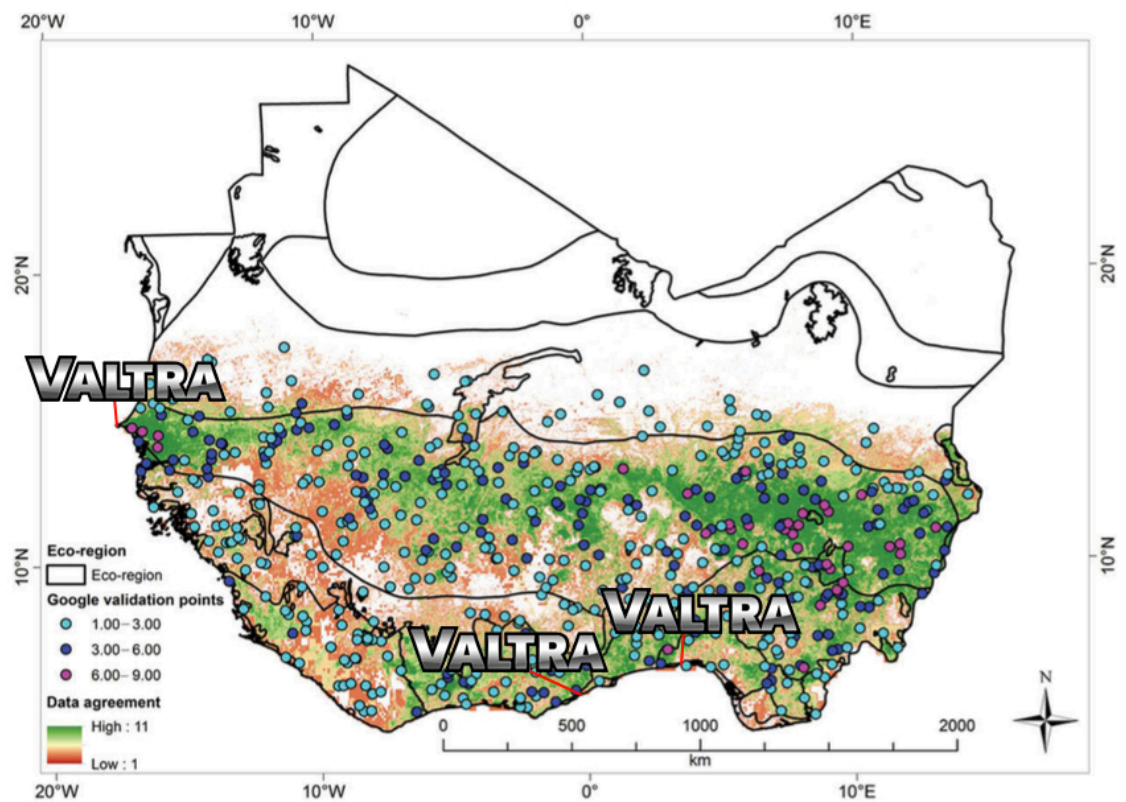 20°W 10°W 0° 10°E
20°N 20°N
VALTRA
10°N 10°N
Eco-region
Eco-region
Google validation points
1.00–3.00
3.00–6.00
6.00–9.00
Data agreement
High : 11
Low : 1
VALTRA
VALTRA
N
0 500 1000 2000
km
20°W 10°W 0° 10°E